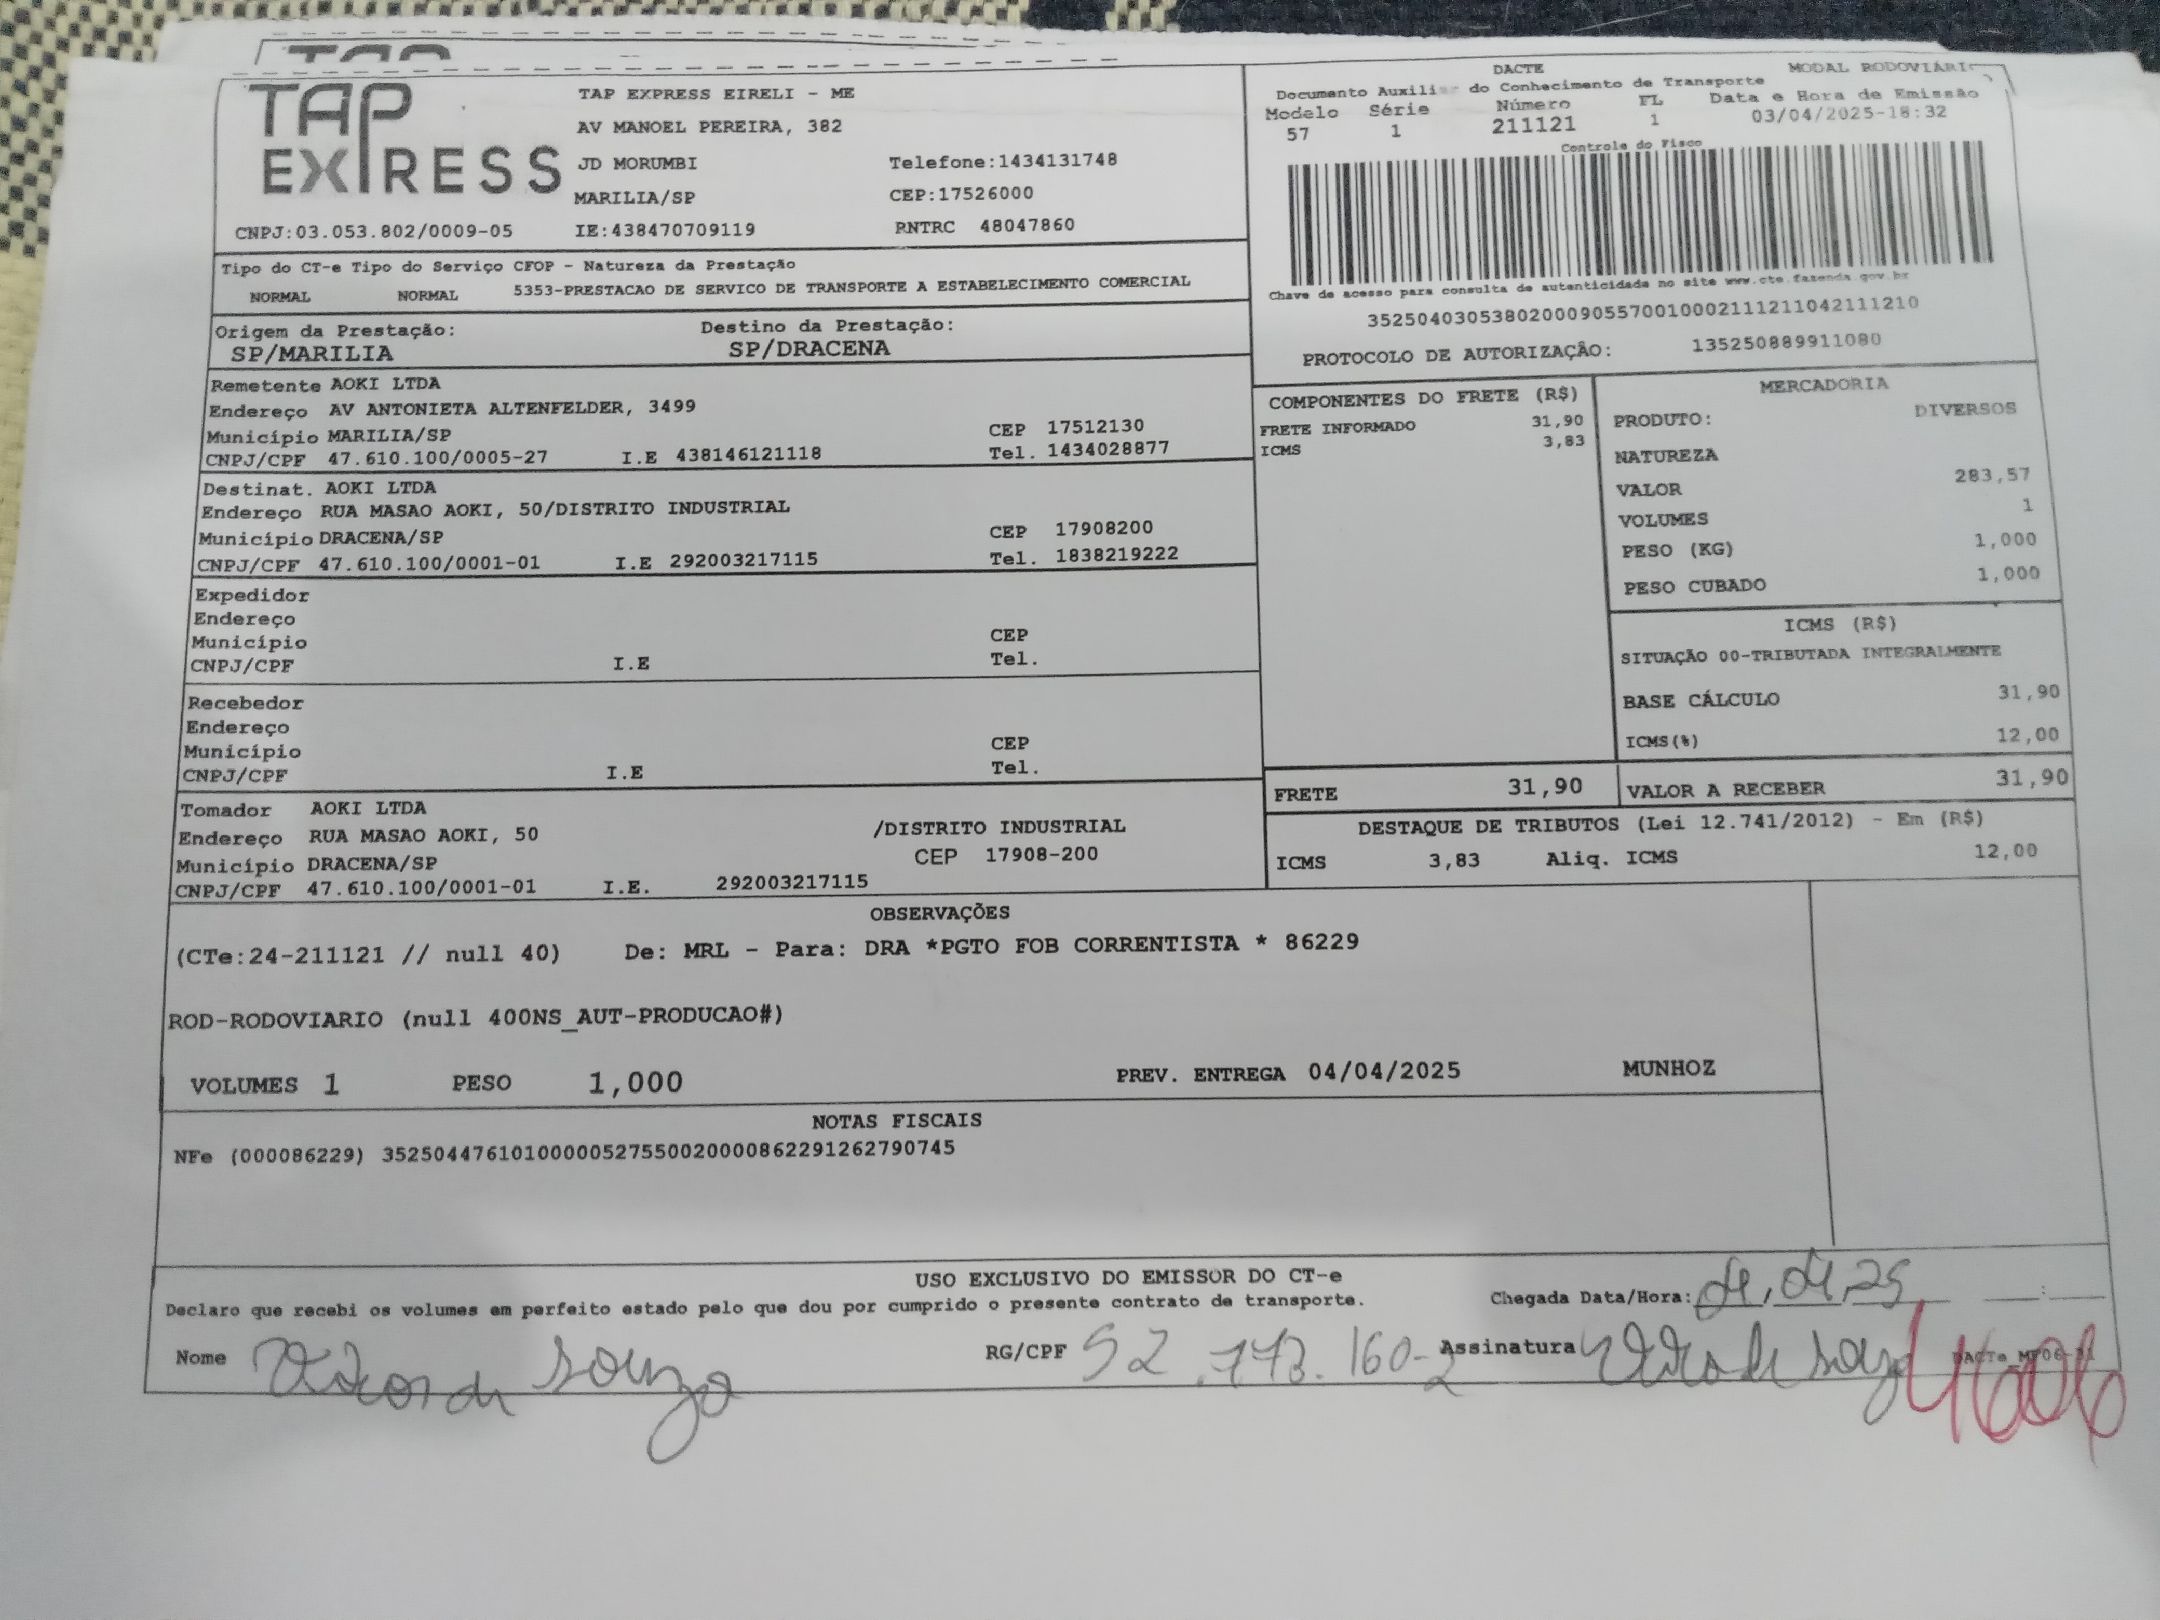 TAP EXPRESS
TAP EXPRESS EIRELI - ME
AV MANOEL PEREIRA, 382
JD MORUMBI Telefone:1434131748
MARILIA/SP CEP:17526000
CNPJ:03.053.802/0009-05 IE:438470709119 RNTRC 48047860
DACTE MODAL RODOVIÁRI
Documento Auxiliar do Conhecimento de Transporte
Modelo Série Número FL Data e Hora de Emissão
57 1 211121 1 03/04/2025-18:32
Controle do Fisco
Chave de acesso para consulta de autenticidade no site www.cte.fazenda.gov.br
35250403053802000905570010002111211042111210
PROTOCOLO DE AUTORIZAÇÃO: 135250889911080
Tipo do CT-e Tipo do Serviço CFOP - Natureza da Prestação
NORMAL NORMAL 5353-PRESTACAO DE SERVICO DE TRANSPORTE A ESTABELECIMENTO COMERCIAL
Origem da Prestação: Destino da Prestação:
SP/MARILIA SP/DRACENA
Remetente AOKI LTDA
Endereço AV ANTONIETA ALTENFELDER, 3499
Município MARILIA/SP CEP 17512130
CNPJ/CPF 47.610.100/0005-27 I.E 438146121118 Tel. 1434028877
Destinat. AOKI LTDA
Endereço RUA MASAO AOKI, 50/DISTRITO INDUSTRIAL
Município DRACENA/SP CEP 17908200
CNPJ/CPF 47.610.100/0001-01 I.E 292003217115 Tel. 1838219222
Expedidor
Endereço
Município CEP
CNPJ/CPF I.E Tel.
Recebedor
Endereço
Município CEP
CNPJ/CPF I.E Tel.
Tomador AOKI LTDA
Endereço RUA MASAO AOKI, 50 /DISTRITO INDUSTRIAL
Município DRACENA/SP CEP 17908-200
CNPJ/CPF 47.610.100/0001-01 I.E. 292003217115
COMPONENTES DO FRETE (R$)
FRETE INFORMADO 31,90
ICMS 3,83
MERCADORIA
PRODUTO: DIVERSOS
NATUREZA
VALOR 283,57
VOLUMES 1
PESO (KG) 1,000
PESO CUBADO 1,000
ICMS (R$)
SITUAÇÃO 00-TRIBUTADA INTEGRALMENTE
BASE CÁLCULO 31,90
ICMS(%) 12,00
FRETE 31,90 VALOR A RECEBER 31,90
DESTAQUE DE TRIBUTOS (Lei 12.741/2012) - Em (R$)
ICMS 3,83 Aliq. ICMS 12,00
OBSERVAÇÕES
(CTe:24-211121 // null 40) De: MRL - Para: DRA *PGTO FOB CORRENTISTA * 86229
ROD-RODOVIARIO (null 400NS_AUT-PRODUCAO#)
VOLUMES 1 PESO 1,000 PREV. ENTREGA 04/04/2025 MUNHOZ
NOTAS FISCAIS
NFe (000086229) 35250447610100000527550020000862291262790745
USO EXCLUSIVO DO EMISSOR DO CT-e
Declaro que recebi os volumes em perfeito estado pelo que dou por cumprido o presente contrato de transporte. Chegada Data/Hora: 04,04,25 :
Nome de souza RG/CPF 52.773.160-2 Assinatura de souza DACTe_MP06-31